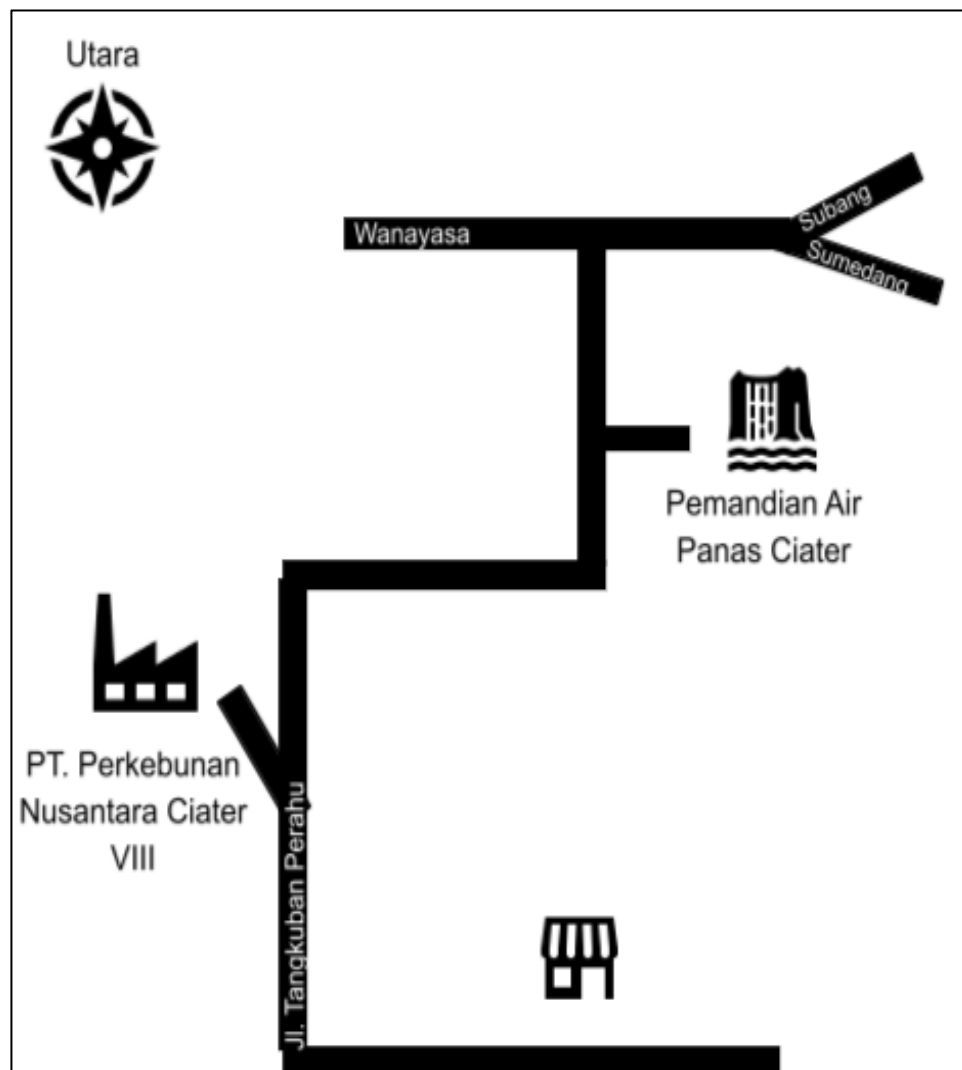 Utara
Wanayasa
Subang
Sumedang
Pemandian Air
Panas Ciater
PT. Perkebunan
Nusantara Ciater
VIII
Jl. Tangkuban Perahu